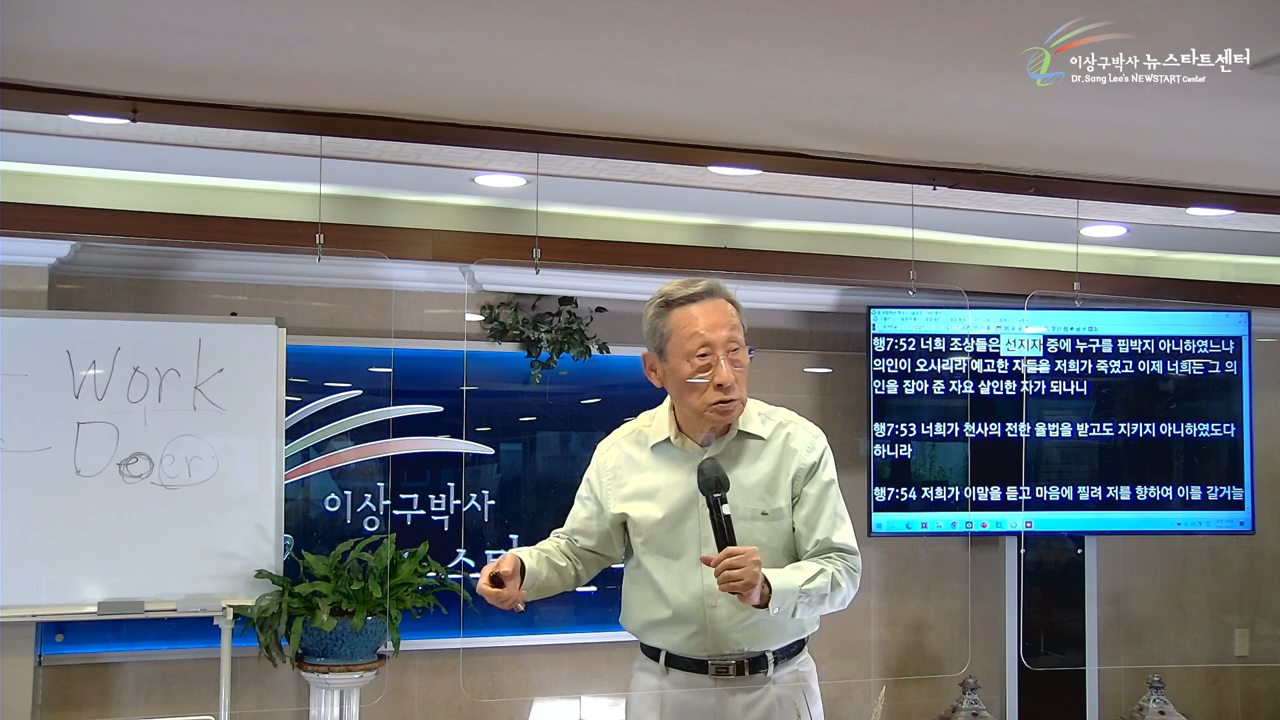 이상구박사 뉴스타트센터
Dr. Sang Lee's NEWSTART Center
Work
Doer
이상구박사
행7:52 너희 조상들은 선지자 중에 누구를 핍박지 아니하였느냐
의인이 오시리라 예고한 자들을 저희가 죽였고 이제 너희는 그 의
인을 잡아 준 자요 살인한 자가 되나니
행7:53 너희가 천사의 전한 율법을 받고도 지키지 아니하였도다
하니라
행7:54 저희가 이말을 듣고 마음에 찔려 저를 향하여 이를 갈거늘